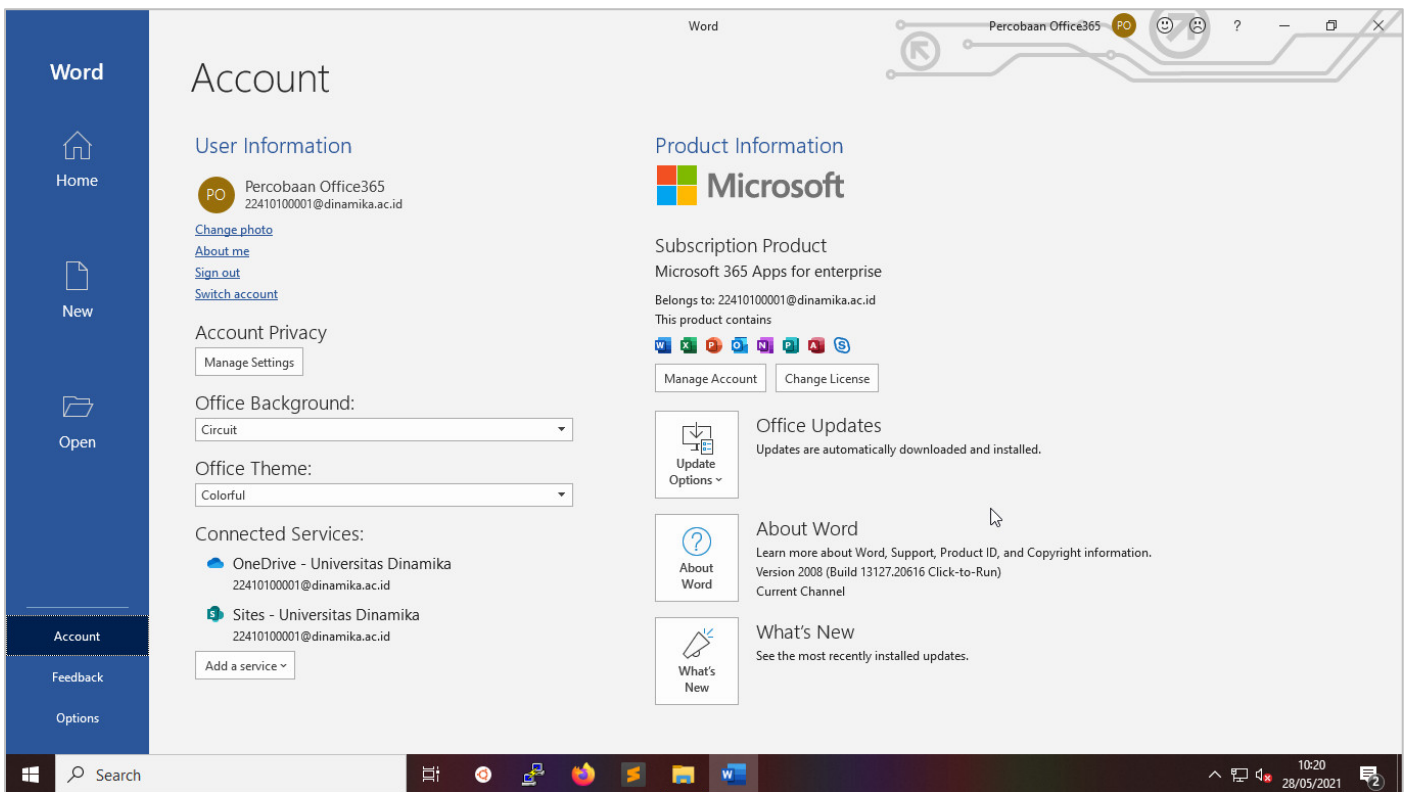 Word
Percobaan Office365 PO ?
Word
Account
Home
New
Open
Account
Feedback
Options
User Information
PO
Percobaan Office365
22410100001@dinamika.ac.id
Change photo
About me
Sign out
Switch account
Account Privacy
Manage Settings
Office Background:
Circuit
Office Theme:
Colorful
Connected Services:
OneDrive - Universitas Dinamika
22410100001@dinamika.ac.id
S
Sites - Universitas Dinamika
22410100001@dinamika.ac.id
Add a service
Product Information
Microsoft
Subscription Product
Microsoft 365 Apps for enterprise
Belongs to: 22410100001@dinamika.ac.id
This product contains
W X P O N P A S
Manage Account Change License
Update
Options
Office Updates
Updates are automatically downloaded and installed.
?
About
Word
About Word
Learn more about Word, Support, Product ID, and Copyright information.
Version 2008 (Build 13127.20616 Click-to-Run)
Current Channel
What's
New
What's New
See the most recently installed updates.
Search
S
W
10:20
28/05/2021
2